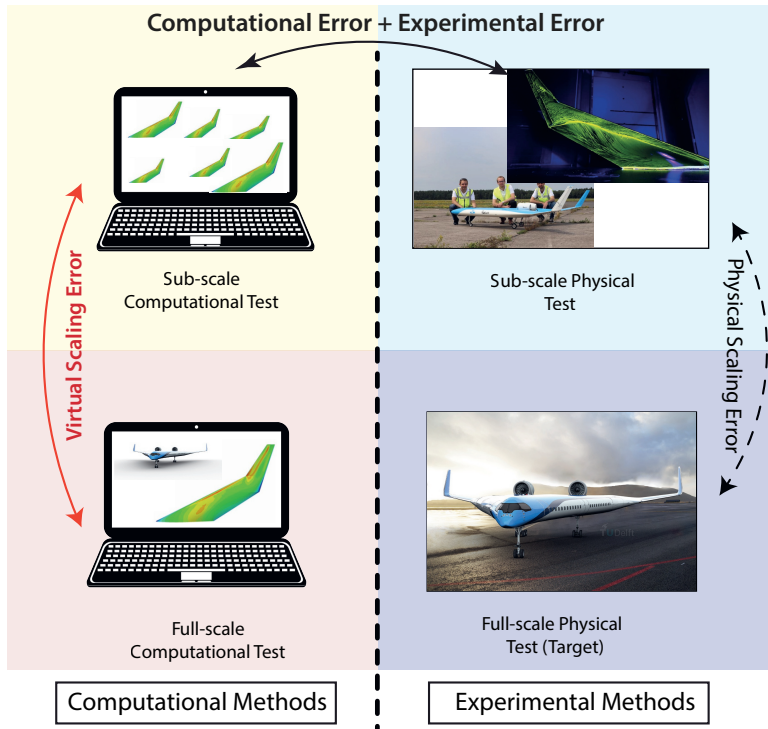 Computational Error + Experimental Error
Sub-scale
Computational Test
Sub-scale Physical
Test
Virtual Scaling Error
Physical Scaling Error
Full-scale
Computational Test
Full-scale Physical
Test (Target)
Computational Methods
Experimental Methods